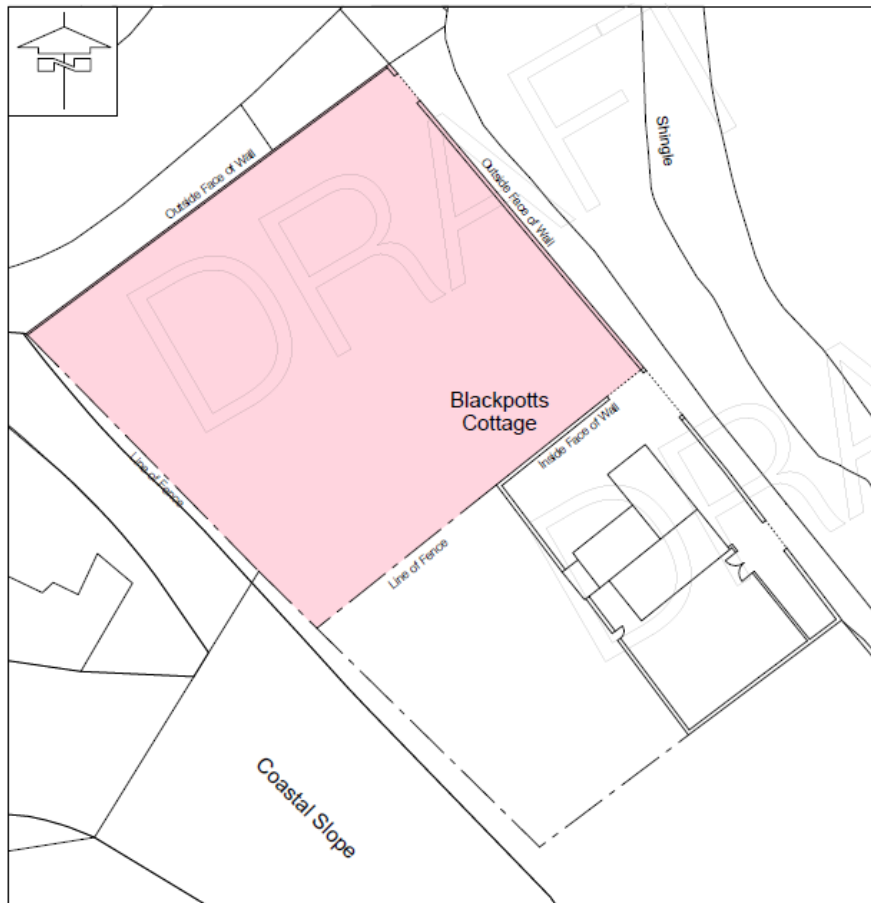 Outside Face of Wall
Outside Face of Wall
Shingle
DRAFT
Blackpotts
Cottage
Inside Face of Wall
Line of Fence
Line of Fence
DRA
Coastal Slope
N